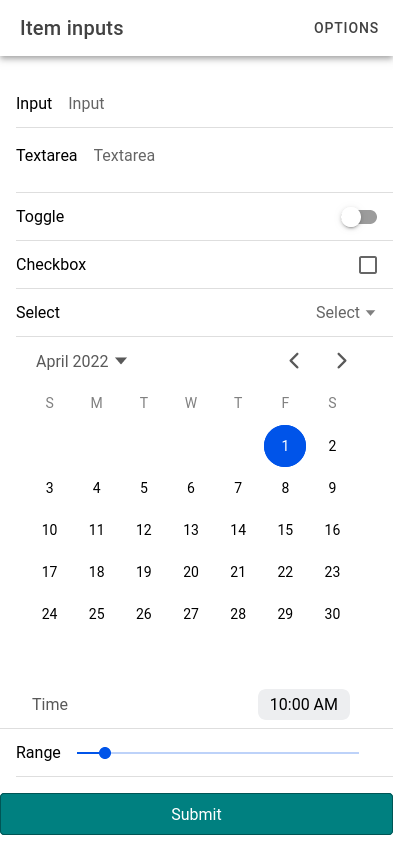 Item inputs OPTIONS
Input Input
Textarea Textarea
Toggle
Checkbox
Select Select
April 2022
S M T W T F S
1 2
3 4 5 6 7 8 9
10 11 12 13 14 15 16
17 18 19 20 21 22 23
24 25 26 27 28 29 30
Time 10:00 AM
Range
Submit